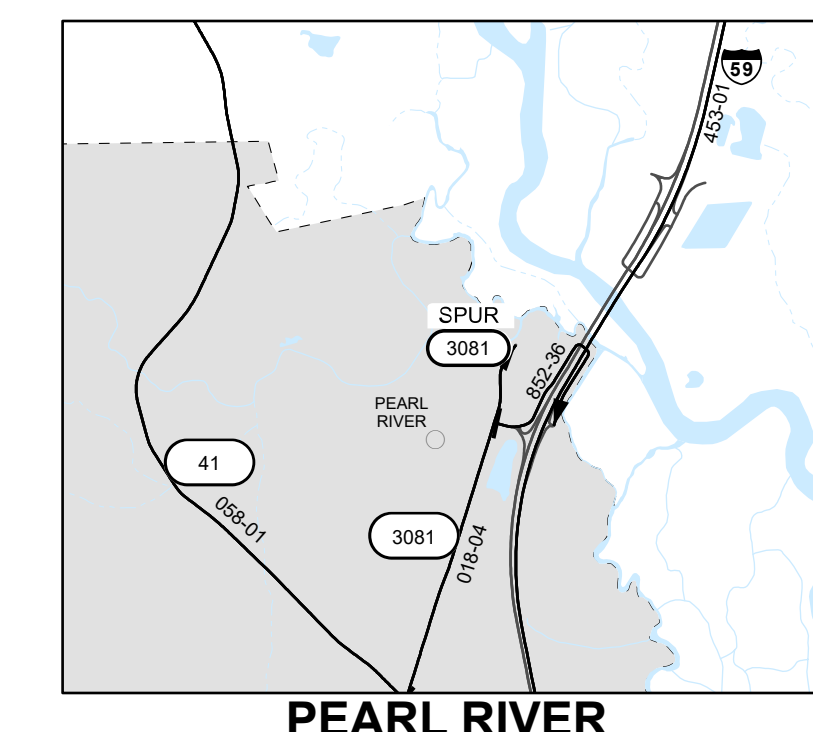 59
453-01
SPUR
3081
852-36
PEARL
RIVER
41
058-01
3081
018-04
PEARL RIVER